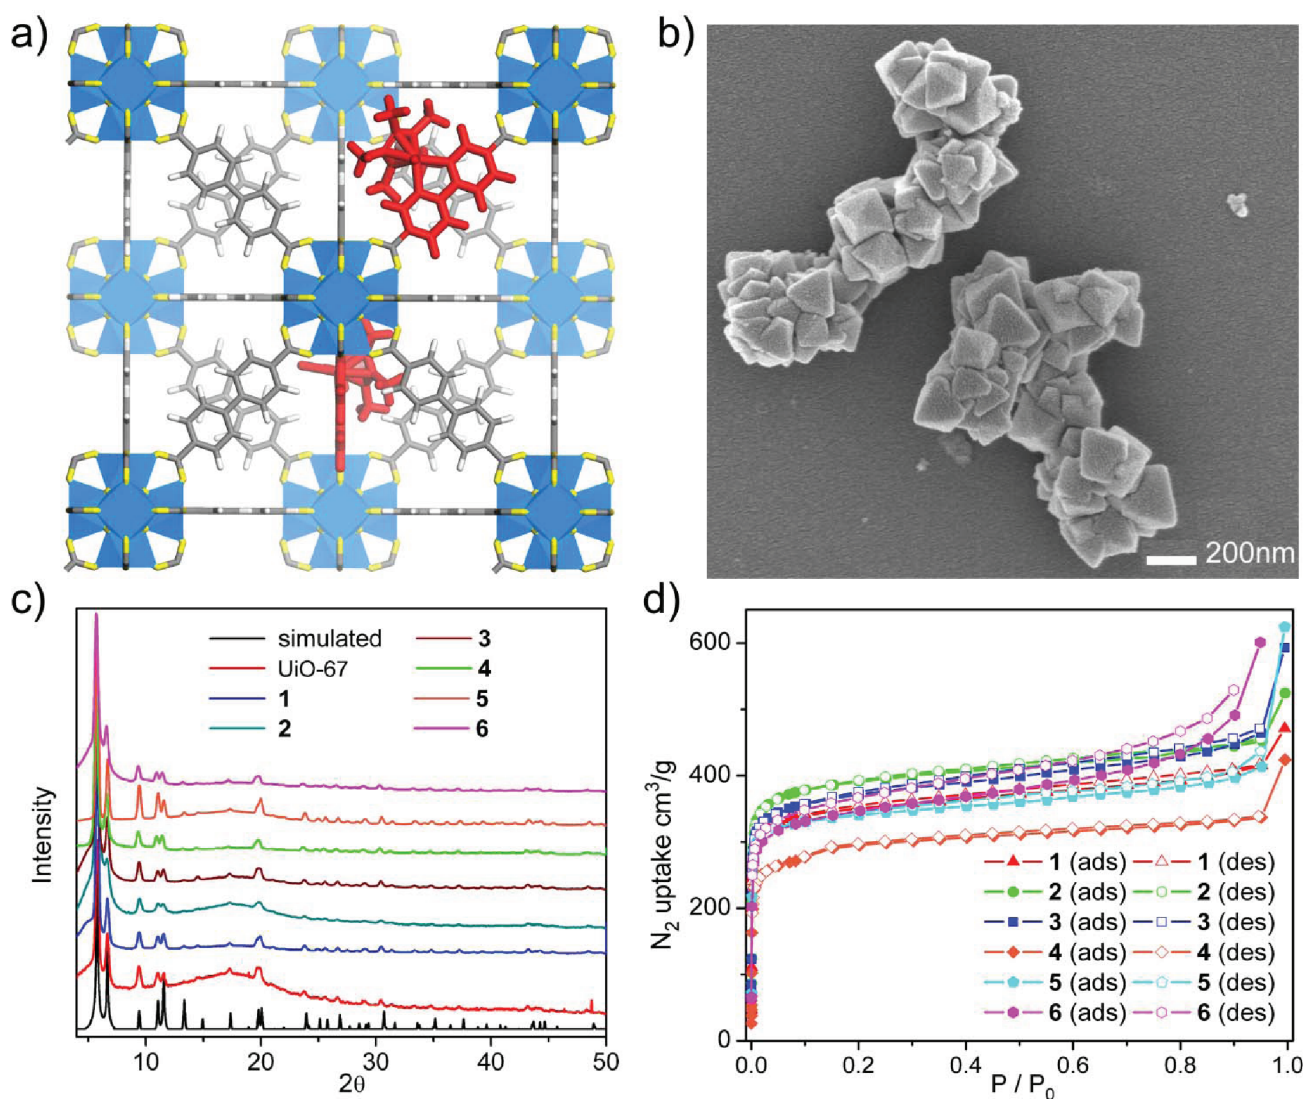 a)
b)
200nm
c)
simulated
UiO-67
1
2
3
4
5
6
Intensity
10 20 30 40 50
2θ
d)
600
400
200
0
N₂ uptake cm³/g
1 (ads) 1 (des)
2 (ads) 2 (des)
3 (ads) 3 (des)
4 (ads) 4 (des)
5 (ads) 5 (des)
6 (ads) 6 (des)
0.0 0.2 0.4 0.6 0.8 1.0
P / P₀